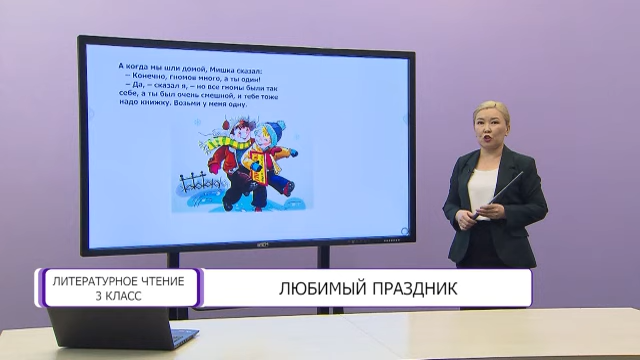 А когда мы шли домой, Мишка сказал:
– Конечно, гномов много, а ты один!
– Да, – сказал я, – но все гномы были так
себе, а ты был очень смешной, и тебе тоже
надо книжку. Возьми у меня одну.
ЛИТЕРАТУРНОЕ ЧТЕНИЕ
3 КЛАСС
ЛЮБИМЫЙ ПРАЗДНИК